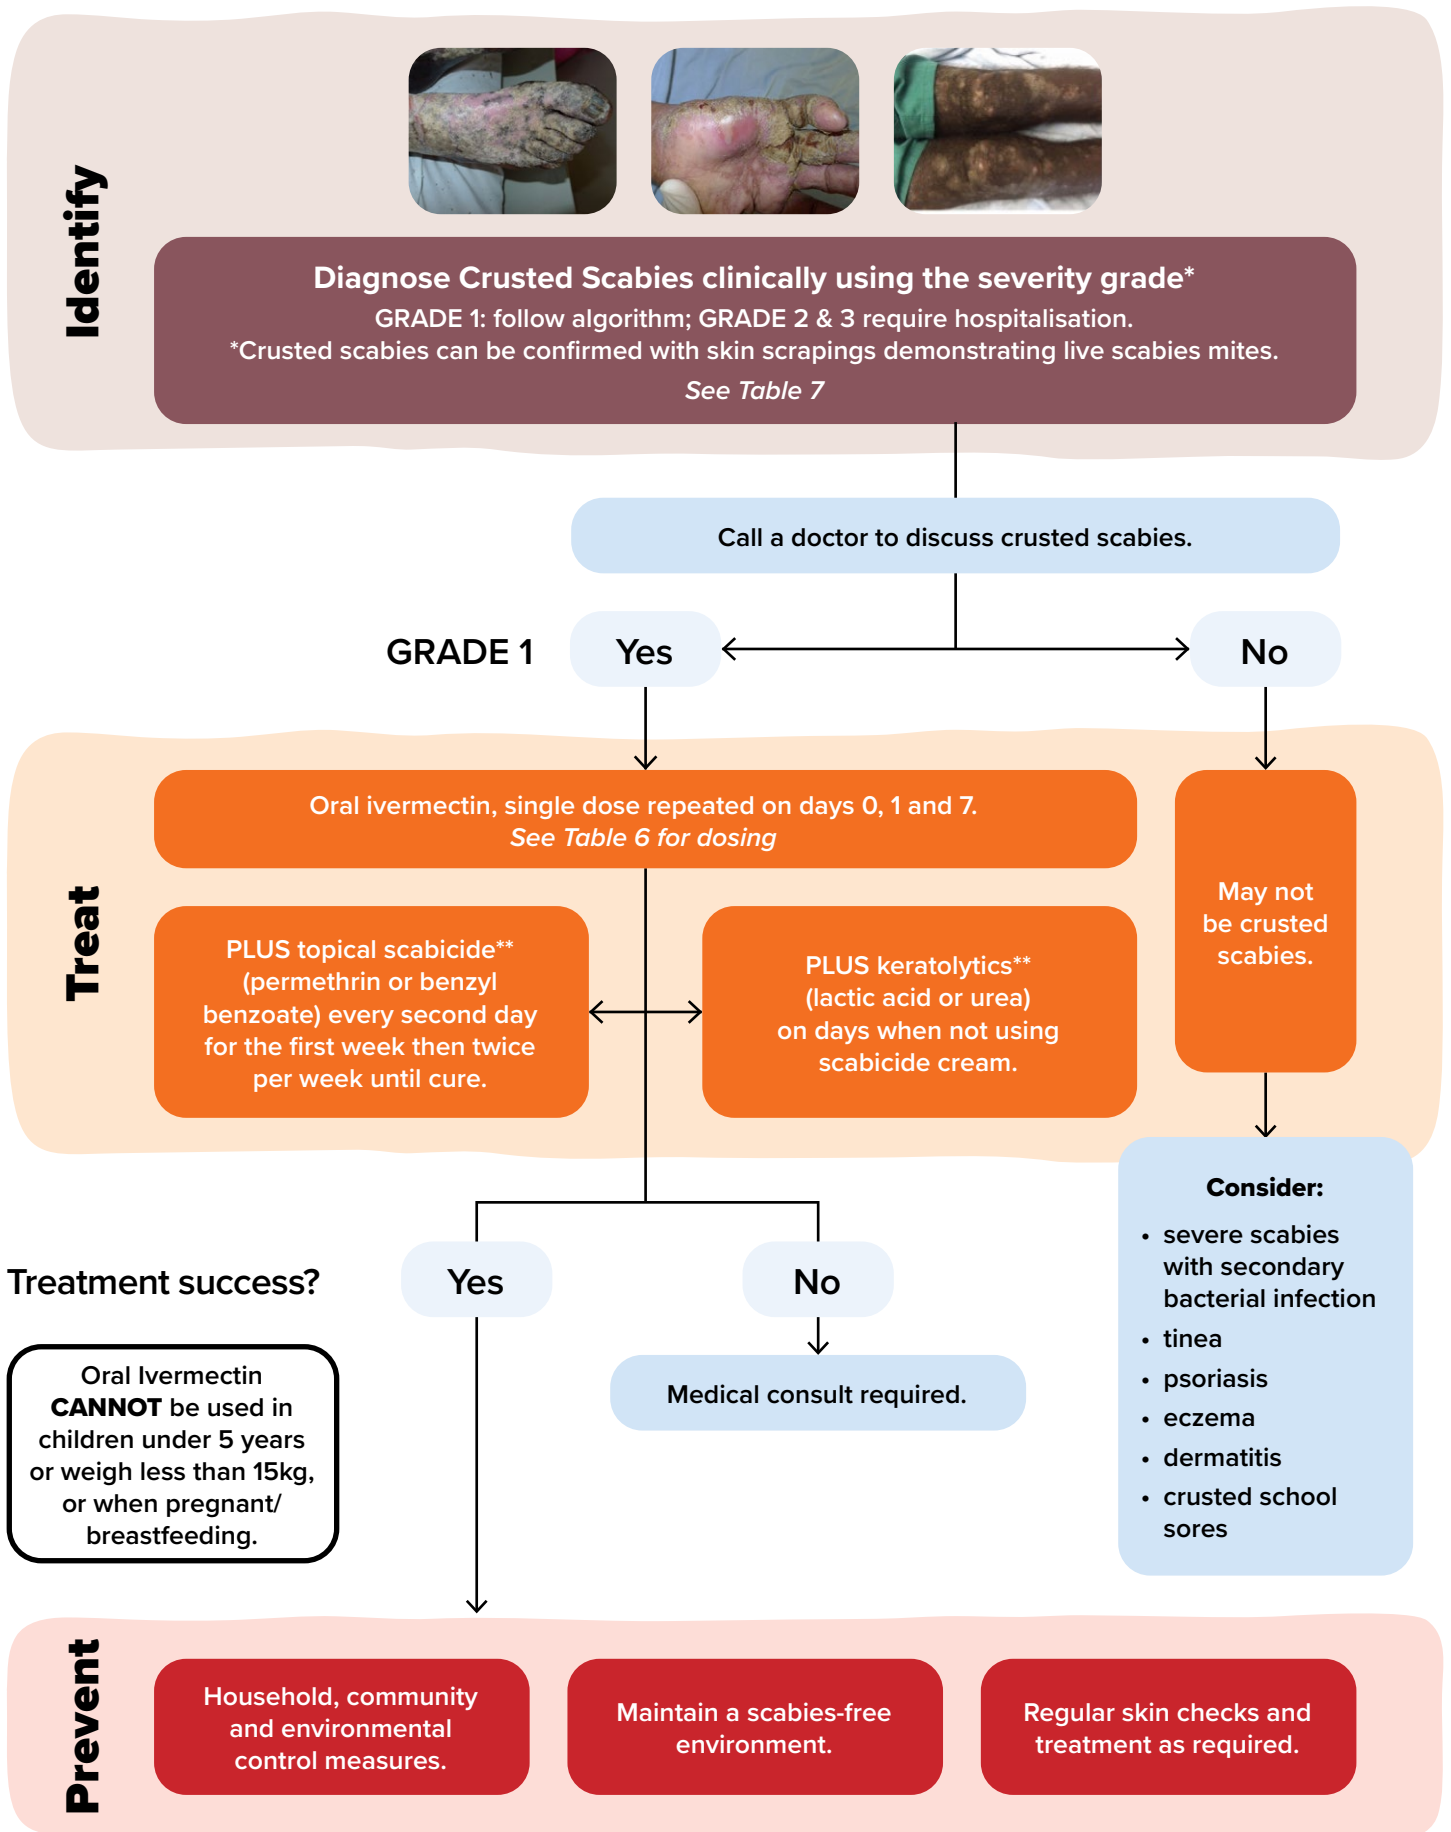 Identify
Diagnose Crusted Scabies clinically using the severity grade*
GRADE 1: follow algorithm; GRADE 2 & 3 require hospitalisation.
*Crusted scabies can be confirmed with skin scrapings demonstrating live scabies mites.
See Table 7
Call a doctor to discuss crusted scabies.
GRADE 1
Yes
No
Treat
Oral ivermectin, single dose repeated on days 0, 1 and 7.
See Table 6 for dosing
PLUS topical scabicide**
(permethrin or benzyl
benzoate) every second day
for the first week then twice
per week until cure.
PLUS keratolytics**
(lactic acid or urea)
on days when not using
scabicide cream.
May not
be crusted
scabies.
Consider:
• severe scabies
with secondary
bacterial infection
• tinea
• psoriasis
• eczema
• dermatitis
• crusted school
sores
Treatment success?
Yes
No
Medical consult required.
Oral Ivermectin
CANNOT be used in
children under 5 years
or weigh less than 15kg,
or when pregnant/
breastfeeding.
Prevent
Household, community
and environmental
control measures.
Maintain a scabies-free
environment.
Regular skin checks and
treatment as required.